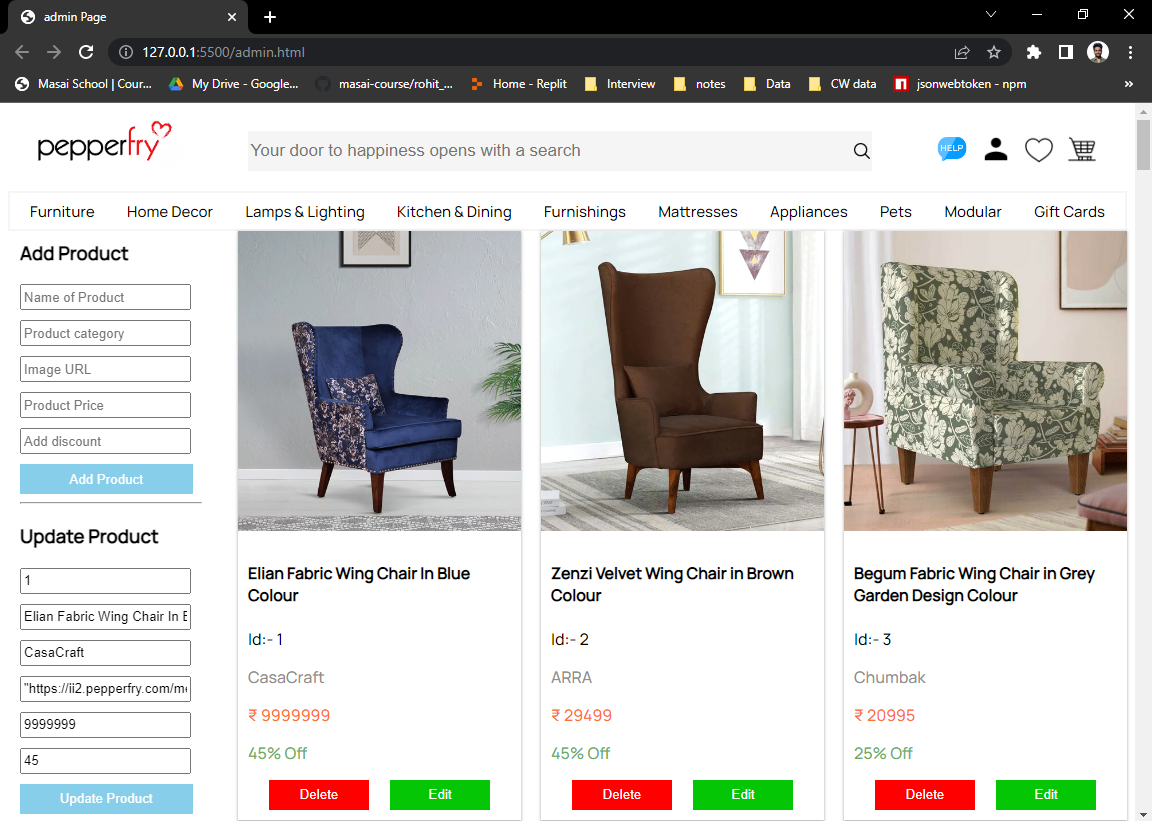 admin Page
127.0.0.1:5500/admin.html
Masai School | Cour...
My Drive - Google...
masai-course/rohit_...
Home - Replit
Interview
notes
Data
CW data
n
jsonwebtoken - npm
»
pepperfry
Your door to happiness opens with a search
HELP
Furniture
Home Decor
Lamps & Lighting
Kitchen & Dining
Furnishings
Mattresses
Appliances
Pets
Modular
Gift Cards
Add Product
Name of Product
Product category
Image URL
Product Price
Add discount
Add Product
Update Product
1
Elian Fabric Wing Chair In
CasaCraft
"https://ii2.pepperfry.com/me
9999999
45
Update Product
Elian Fabric Wing Chair In Blue
Colour
Id:- 1
CasaCraft
₹ 9999999
45% Off
Delete
Edit
Zenzi Velvet Wing Chair in Brown
Colour
Id:- 2
ARRA
₹ 29499
45% Off
Delete
Edit
Begum Fabric Wing Chair in Grey
Garden Design Colour
Id:- 3
Chumbak
₹ 20995
25% Off
Delete
Edit